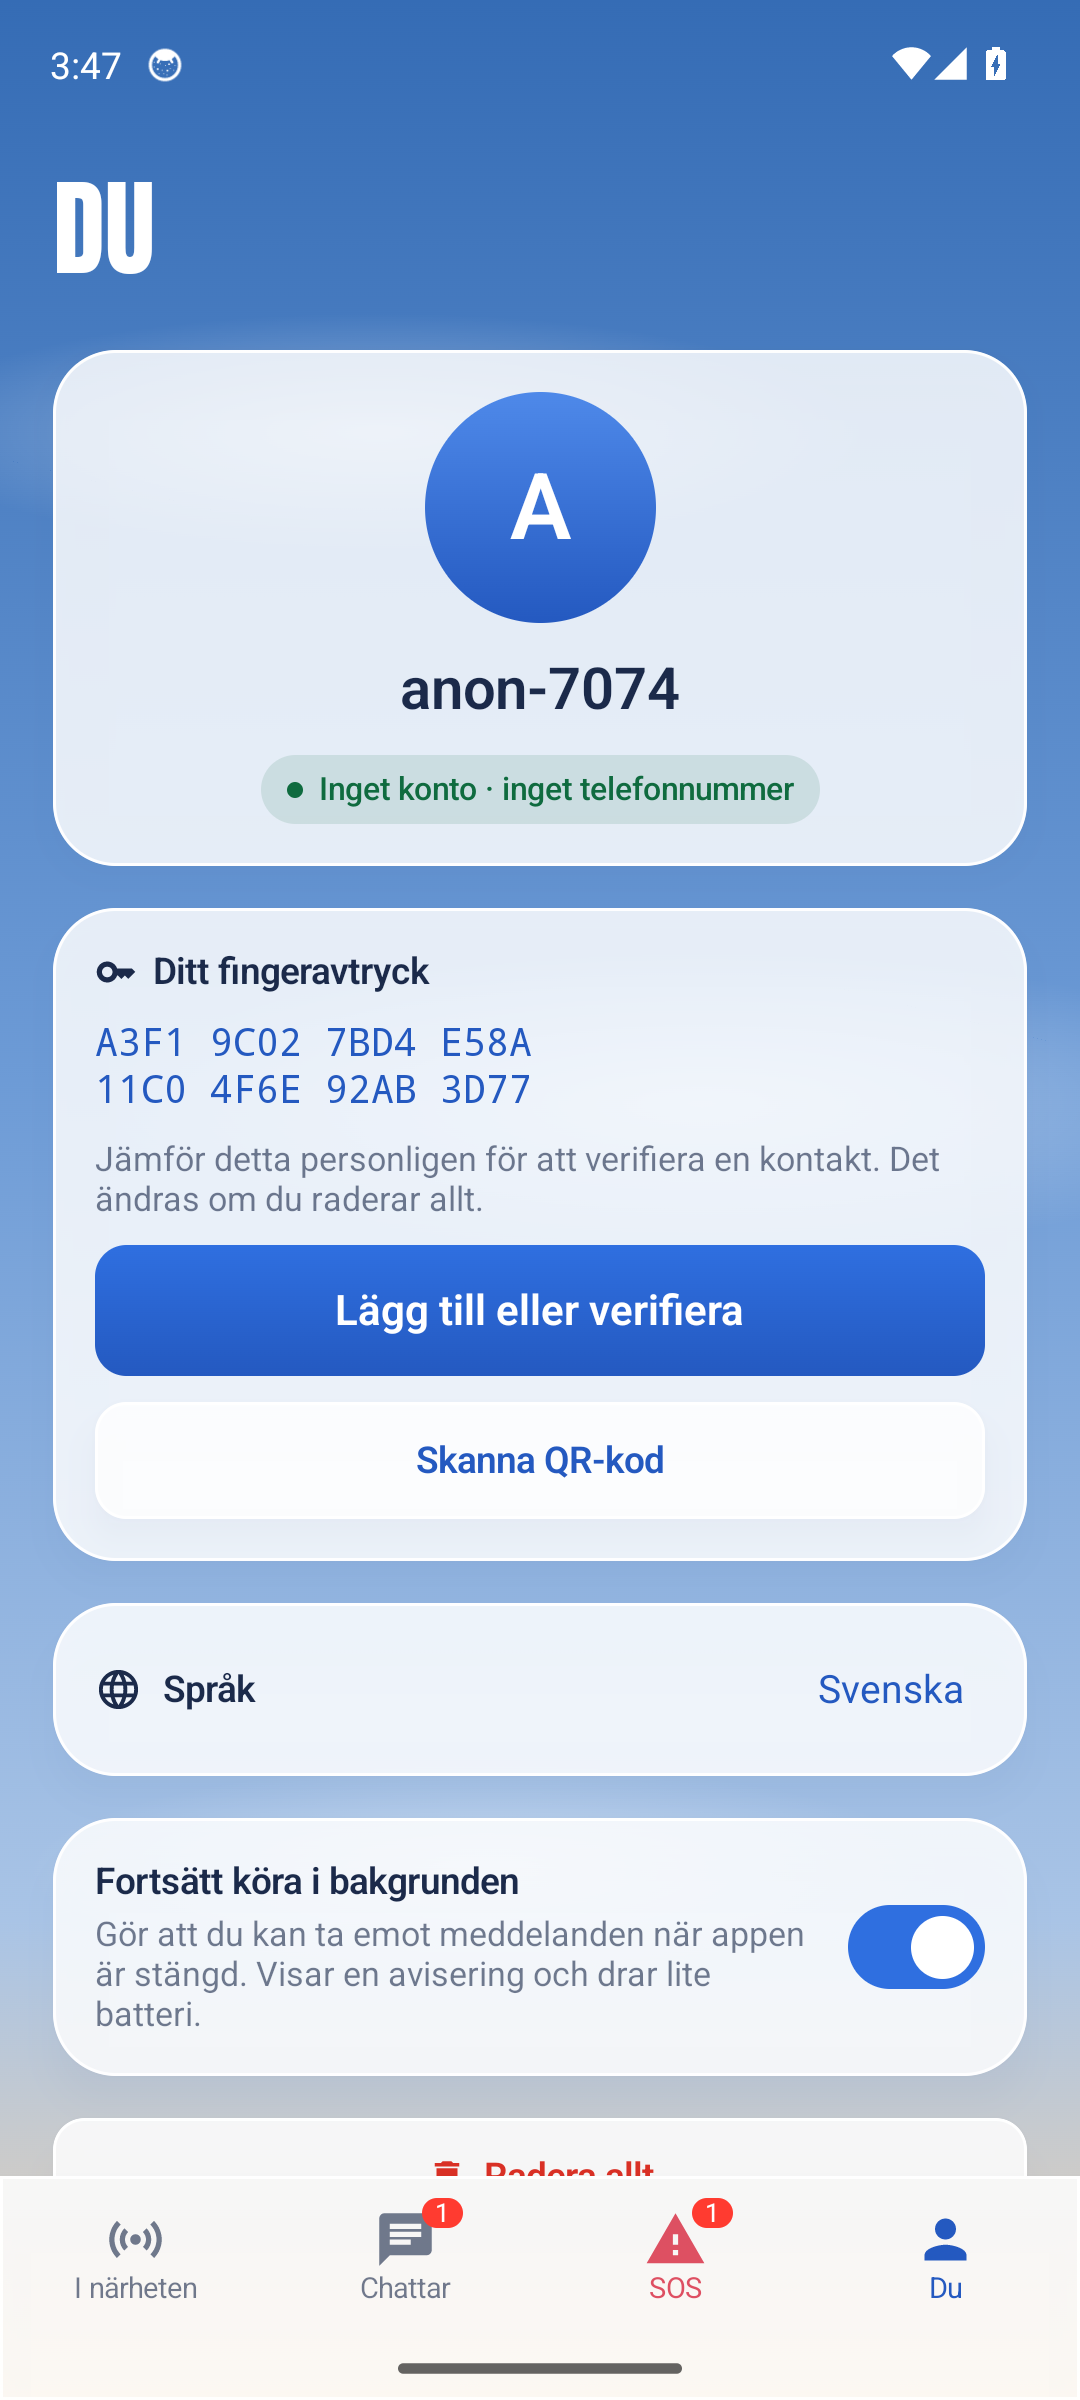 3:47
DU
A
anon-7074
Inget konto · inget telefonnummer
Ditt fingeravtryck
A3F1 9C02 7BD4 E58A
11C0 4F6E 92AB 3D77
Jämför detta personligen för att verifiera en kontakt. Det
ändras om du raderar allt.
Lägg till eller verifiera
Skanna QR-kod
Språk
Svenska
Fortsätt köra i bakgrunden
Gör att du kan ta emot meddelanden när appen
är stängd. Visar en avisering och drar lite
batteri.
Radera allt
1
1
I närheten
Chattar
SOS
Du